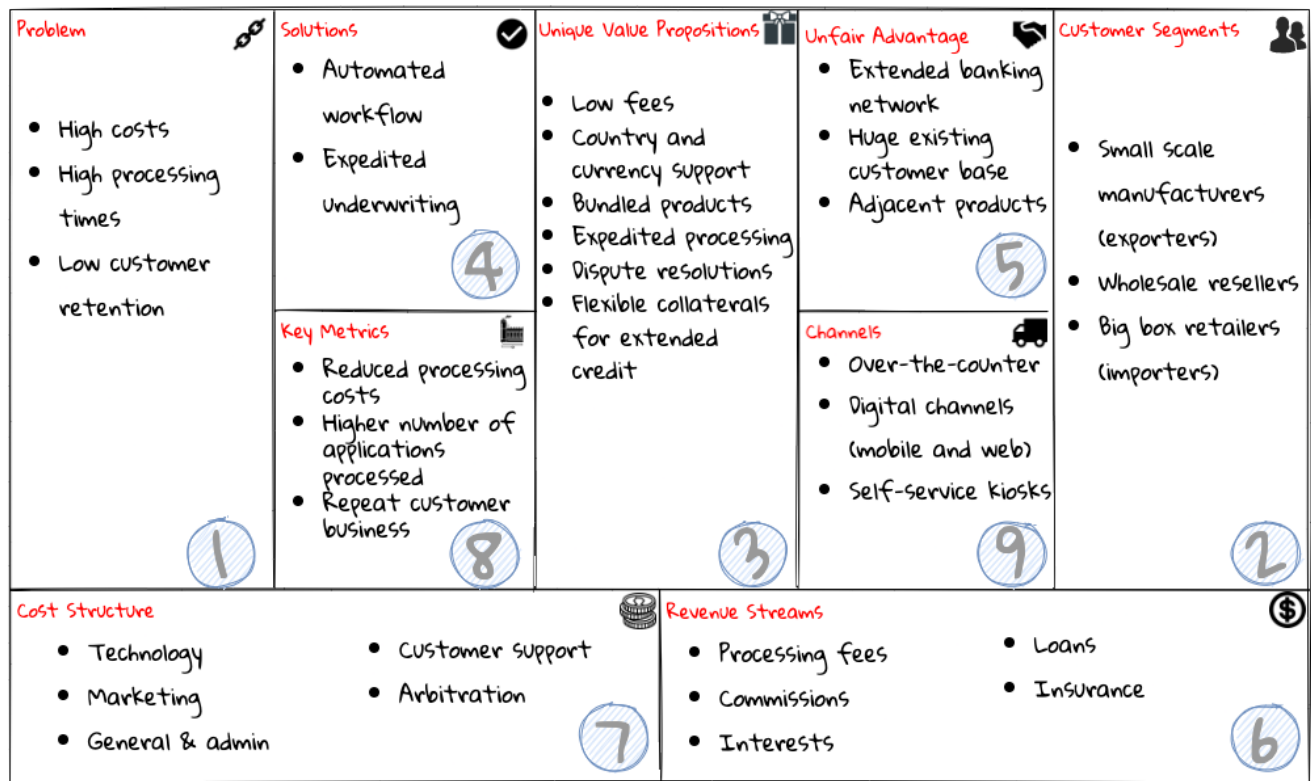 Problem
• High costs
• High processing
times
• Low customer
retention
1
Solutions
• Automated
workflow
• Expedited
underwriting
4
Key Metrics
• Reduced processing
costs
• Higher number of
applications
processed
• Repeat customer
business
8
Unique Value Propositions
• Low fees
• Country and
currency support
• Bundled products
• Expedited processing
• Dispute resolutions
• Flexible collaterals
for extended
credit
3
Unfair Advantage
• Extended banking
network
• Huge existing
customer base
• Adjacent products
5
Channels
• Over-the-counter
• Digital channels
(mobile and web)
• Self-service kiosks
9
Customer Segments
• Small scale
manufacturers
(exporters)
• Wholesale resellers
• Big box retailers
(importers)
2
Cost Structure
• Technology
• Marketing
• General & admin
• Customer support
• Arbitration
7
Revenue Streams
$
• Processing fees
• Commissions
• Interests
• Loans
• Insurance
6